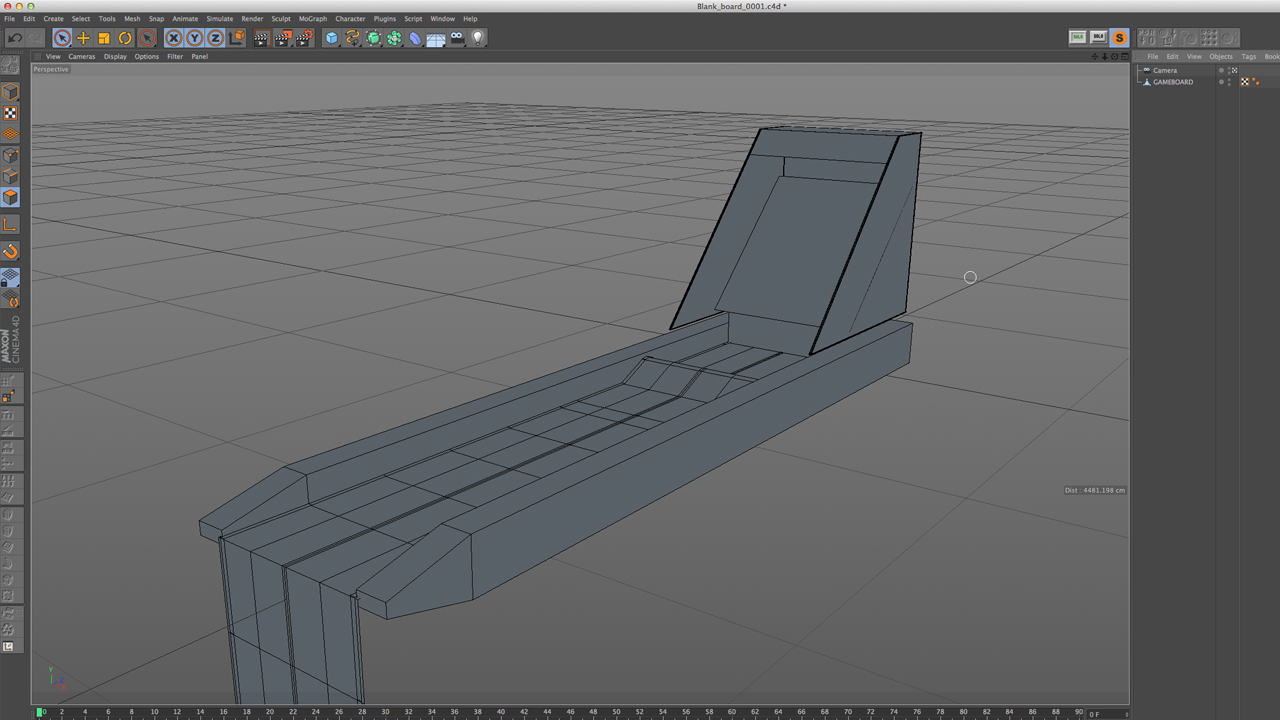 Blank_board_0001.c4d *
File Edit Create Select Tools Mesh Snap Animate Simulate Render Sculpt MoGraph Character Plugins Script Window Help
X Y Z
SOLO SOLO S
View Cameras Display Options Filter Panel
File Edit View Objects Tags Book
Perspective
Camera
GAMEBOARD
MAXON
CINEMA 4D
Dist : 4481.198 cm
Y
Z
X
0 2 4 6 8 10 12 14 16 18 20 22 24 26 28 30 32 34 36 38 40 42 44 46 48 50 52 54 56 58 60 62 64 66 68 70 72 74 76 78 80 82 84 86 88 90 0 F